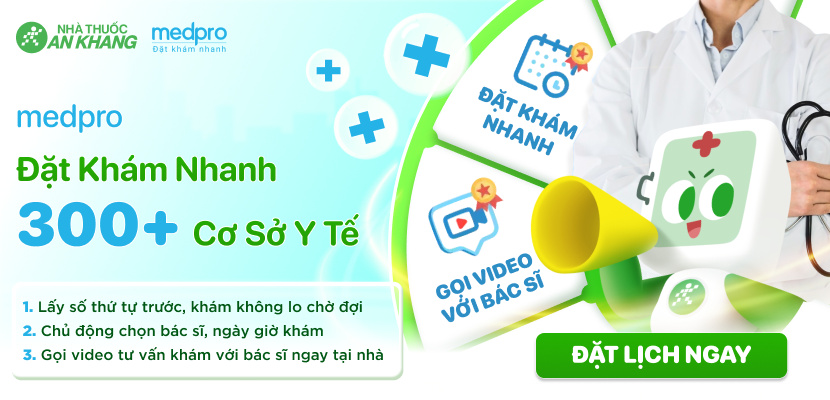 NHÀ THUỐC
AN KHANG
medpro
Đặt khám nhanh
medpro
Đặt Khám Nhanh
300+ Cơ Sở Y Tế
1. Lấy số thứ tự trước, khám không lo chờ đợi
2. Chủ động chọn bác sĩ, ngày giờ khám
3. Gọi video tư vấn khám với bác sĩ ngay tại nhà
ĐẶT KHÁM
NHANH
GỌI VIDEO
VỚI BÁC SĨ
ĐẶT LỊCH NGAY